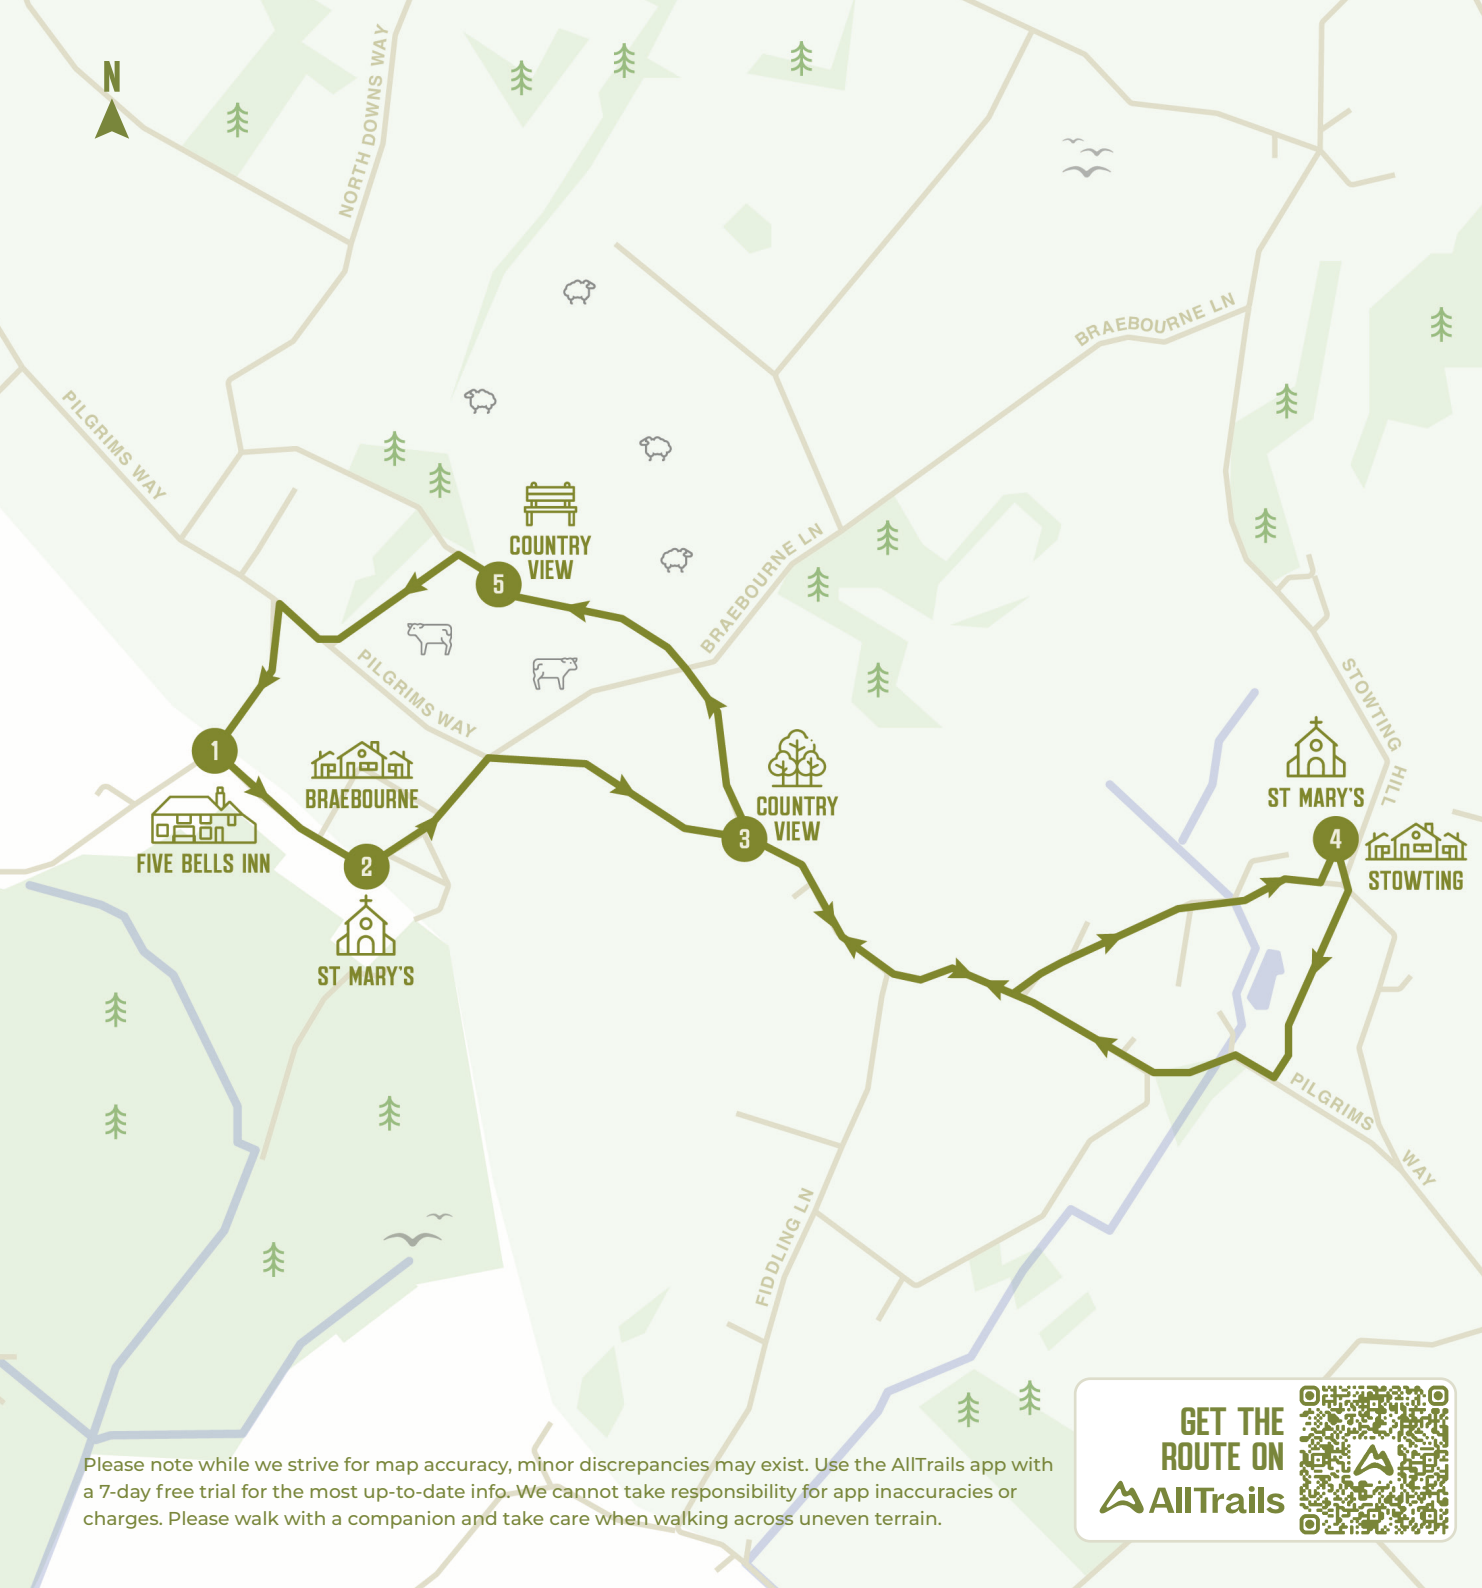 N
NORTH DOWNS WAY
BRAEBOURNE LN
PILGRIMS WAY
COUNTRY
VIEW
5
BRAEBOURNE LN
PILGRIMS WAY
STOWTING HILL
1
BRAEBOURNE
FIVE BELLS INN
2
ST MARY'S
COUNTRY
VIEW
3
ST MARY'S
4
STOWTING
PILGRIMS WAY
FIDDLING LN
Please note while we strive for map accuracy, minor discrepancies may exist. Use the AllTrails app with
a 7-day free trial for the most up-to-date info. We cannot take responsibility for app inaccuracies or
charges. Please walk with a companion and take care when walking across uneven terrain.
GET THE
ROUTE ON
AllTrails